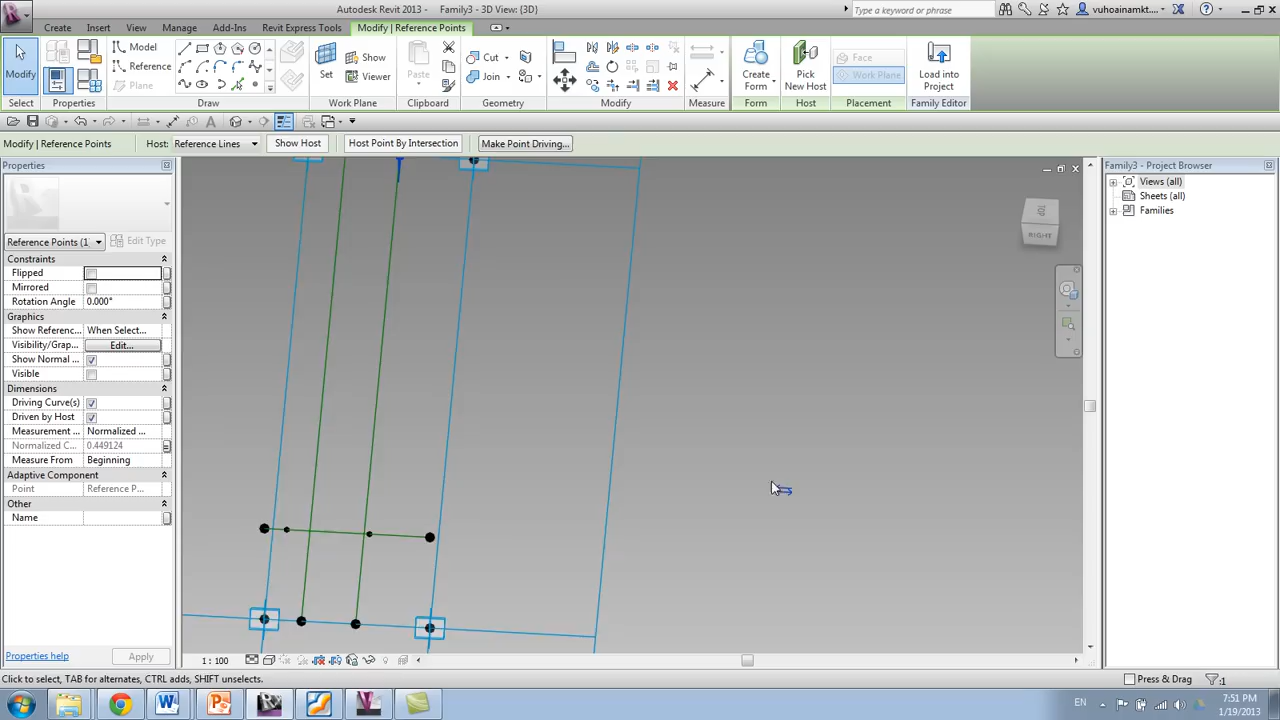 Autodesk Revit 2013 - Family3 - 3D View: {3D}
Type a keyword or phrase
vuhoainamkt....
Create Insert View Manage Add-Ins Revit Express Tools Modify | Reference Points
Modify
Model
Reference
Plane
Set
Show
Viewer
Paste
Cut
Join
Create Form
Pick New Host
Face
Work Plane
Load into Project
Select Properties Draw Work Plane Clipboard Geometry Modify Measure Form Host Placement Family Editor
Modify | Reference Points Host: Reference Lines Show Host Host Point By Intersection Make Point Driving...
Properties
Reference Points (1 Edit Type
Constraints
Flipped
Mirrored
Rotation Angle 0.000°
Graphics
Show Referenc... When Select...
Visibility/Grap... Edit...
Show Normal ...
Visible
Dimensions
Driving Curve(s)
Driven by Host
Measurement ... Normalized ...
Normalized C... 0.449124
Measure From Beginning
Adaptive Component
Point Reference P...
Other
Name
Properties help Apply
TOP
RIGHT
Family3 - Project Browser
Views (all)
Sheets (all)
Families
1 : 100
Click to select, TAB for alternates, CTRL adds, SHIFT unselects.
Press & Drag :1
EN
7:51 PM
1/19/2013